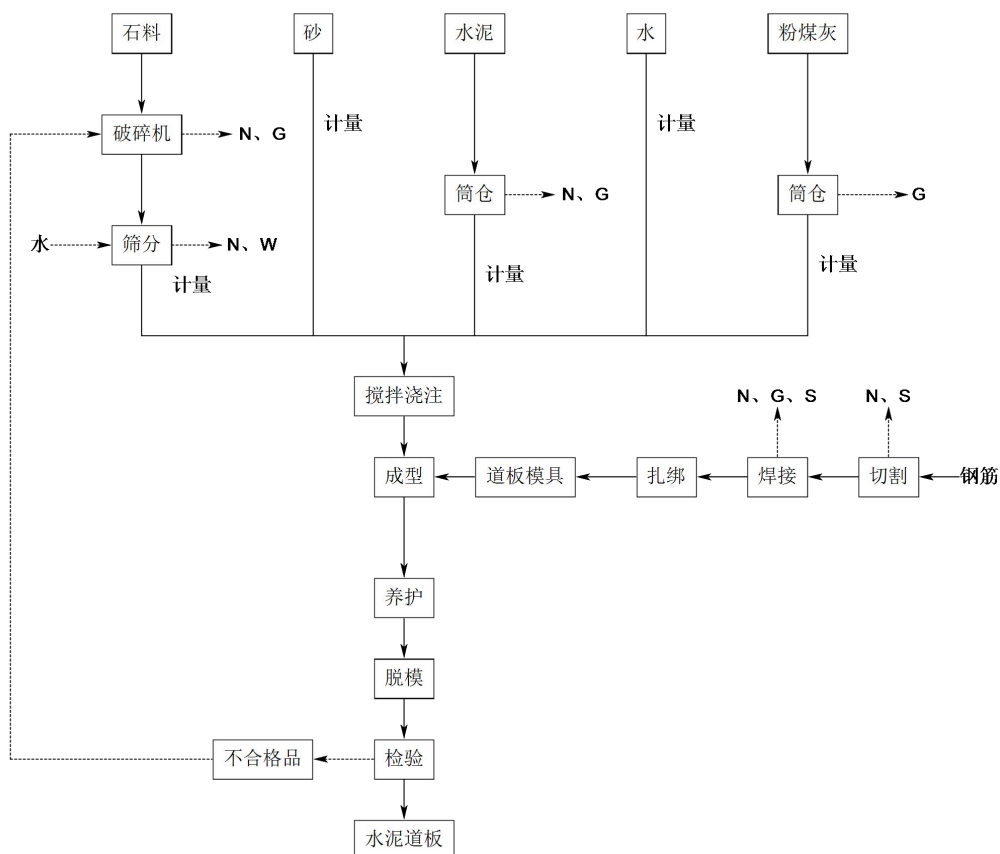 石料
砂
水泥
水
粉煤灰
破碎机
N、G
计量
计量
筒仓
N、G
筒仓
G
水
筛分
N、W
计量
计量
计量
搅拌浇注
N、G、S
N、S
成型
道板模具
扎绑
焊接
切割
钢筋
养护
脱模
不合格品
检验
水泥道板